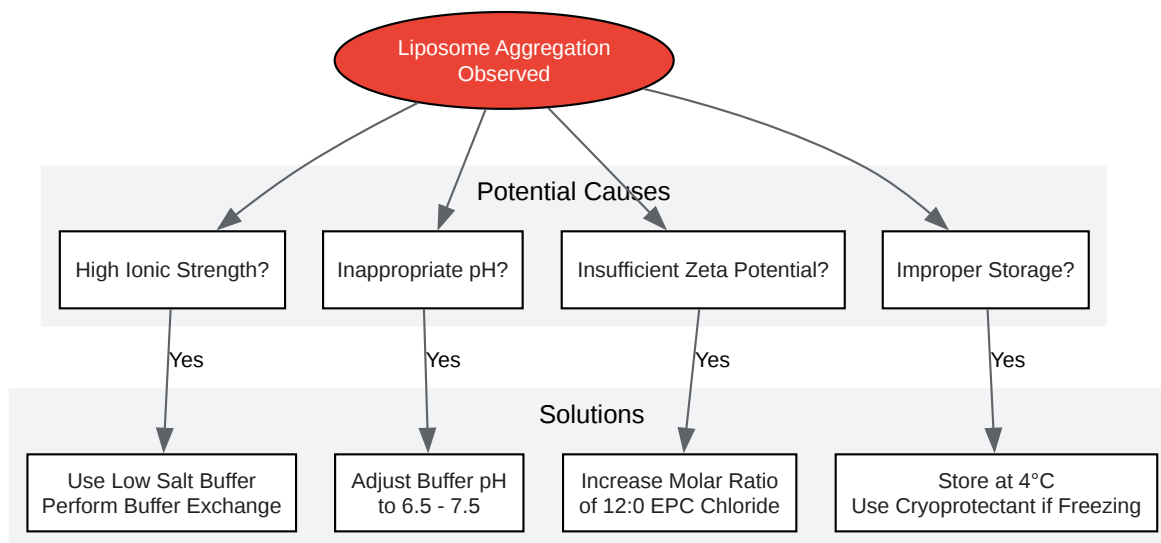 Liposome Aggregation
Observed
Potential Causes
High Ionic Strength?
Inappropriate pH?
Insufficient Zeta Potential?
Improper Storage?
Yes
Yes
Yes
Yes
Solutions
Use Low Salt Buffer
Perform Buffer Exchange
Adjust Buffer pH
to 6.5 - 7.5
Increase Molar Ratio
of 12:0 EPC Chloride
Store at 4°C
Use Cryoprotectant if Freezing